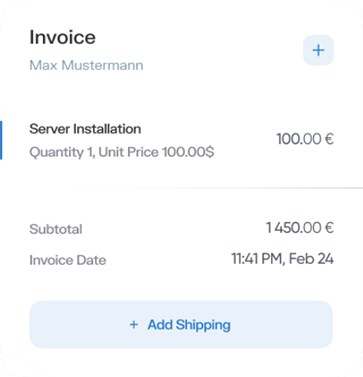 Invoice
+
Max Mustermann
Server Installation
100.00 €
Quantity 1, Unit Price 100.00$
Subtotal
1 450.00 €
Invoice Date
11:41 PM, Feb 24
+ Add Shipping